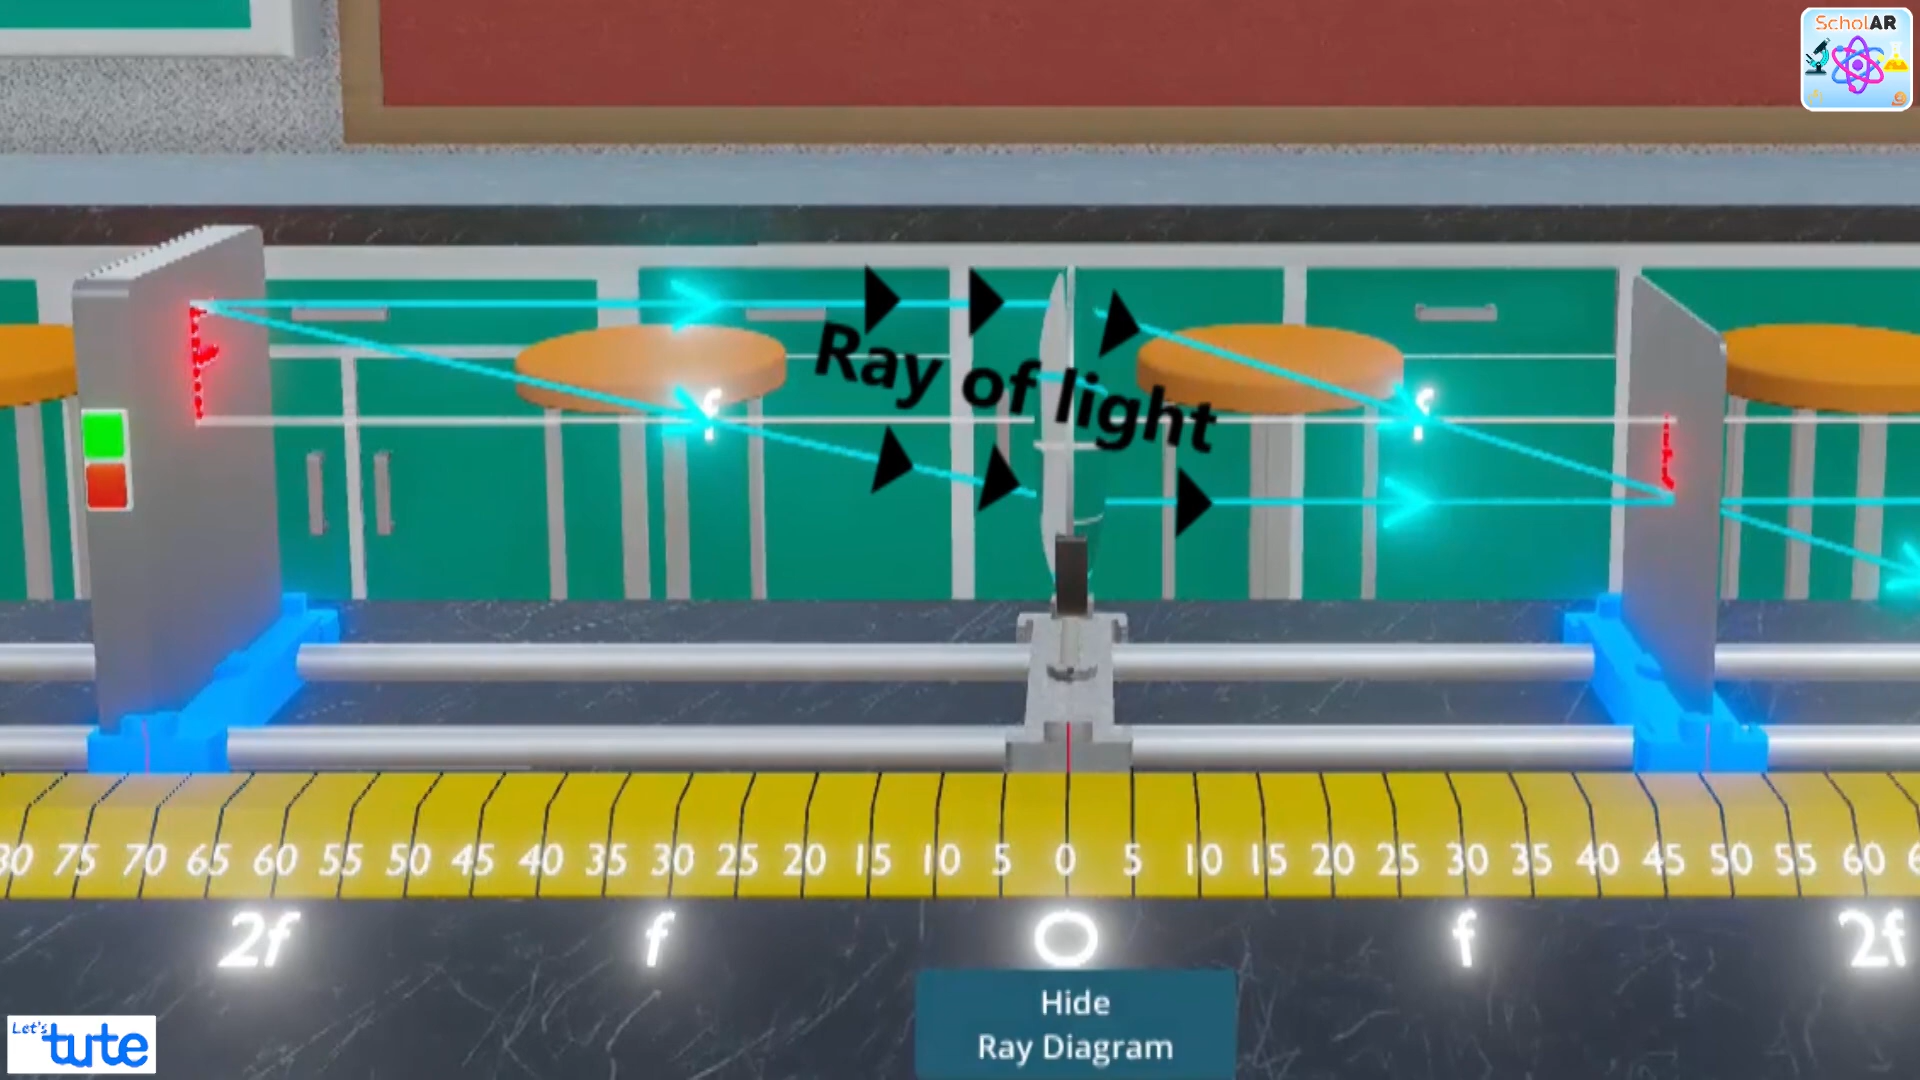 ScholAR
f
f
Ray of light
75 70 65 60 55 50 45 40 35 30 25 20 15 10 5 0 5 10 15 20 25 30 35 40 45 50 55 60
2f f O f 2f
Hide
Ray Diagram
Let's
tute